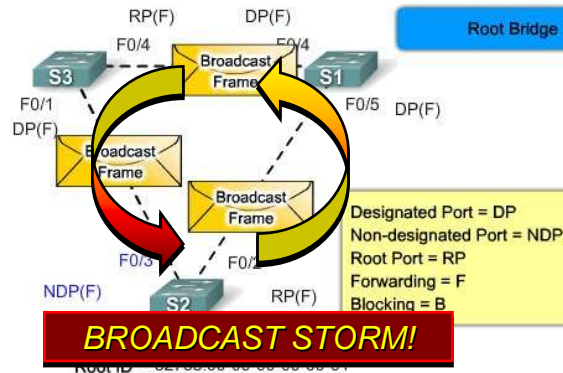 RP(F) DP(F)
Root Bridge
F0/4 F0/4
Broadcast
Frame
S3 S1
F0/1 F0/5
DP(F) DP(F)
Broadcast
Frame
Broadcast
Frame
Designated Port = DP
Non-designated Port = NDP
Root Port = RP
Forwarding = F
Blocking = B
F0/3 F0/2
NDP(F) S2 RP(F)
BROADCAST STORM!
Root ID